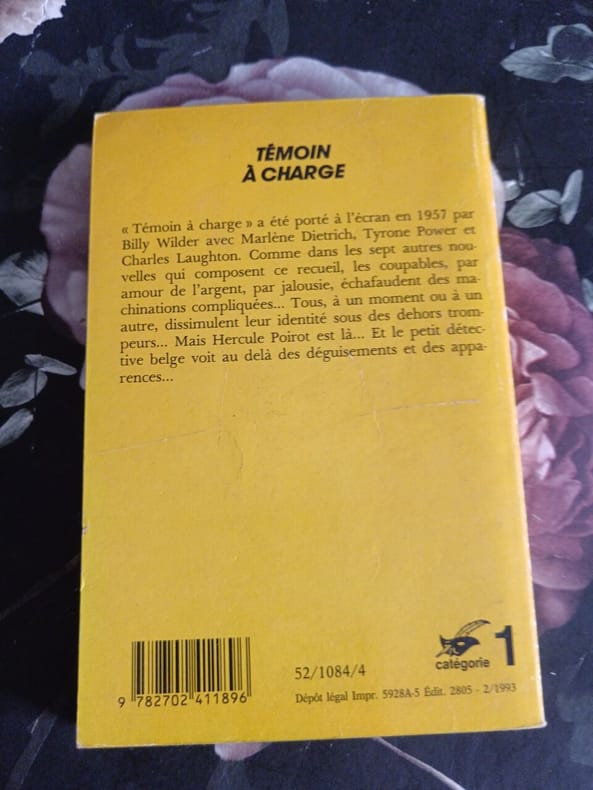 TÉMOIN
À CHARGE
« Témoin à charge » a été porté à l'écran en 1957 par
Billy Wilder avec Marlène Dietrich, Tyrone Power et
Charles Laughton. Comme dans les sept autres nou-
velles qui composent ce recueil, les coupables, par
amour de l'argent, par jalousie, échafaudent des ma-
chinations compliquées... Tous, à un moment ou à un
autre, dissimulent leur identité sous des dehors trom-
peurs... Mais Hercule Poirot est là... Et le petit détec-
tive belge voit au delà des déguisements et des appa-
rences...
catégorie 1
52/1084/4
9 782702 411896
Dépôt légal Impr. 5928A-5 Édit. 2805 - 2/1993